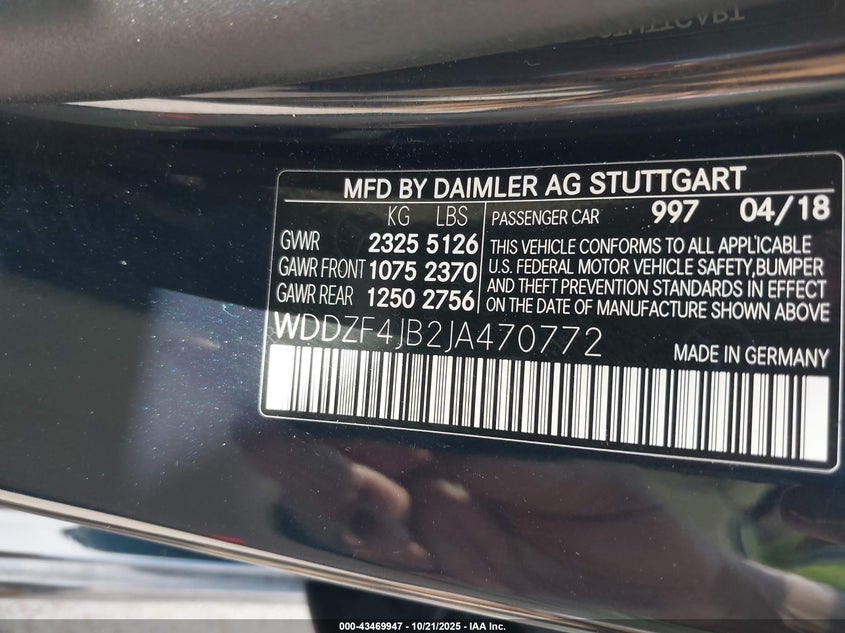 MFD BY DAIMLER AG STUTTGART
KG LBS
GVWR 2325 5126
GAWR FRONT 1075 2370
GAWR REAR 1250 2756
PASSENGER CAR 997 04/18
THIS VEHICLE CONFORMS TO ALL APPLICABLE
U.S. FEDERAL MOTOR VEHICLE SAFETY,BUMPER
AND THEFT PREVENTION STANDARDS IN EFFECT
ON THE DATE OF MANUFACTURE SHOWN ABOVE
WDDZF4JB2JA470772
MADE IN GERMANY
000-43469947 - 10/21/2025 - IAA Inc.